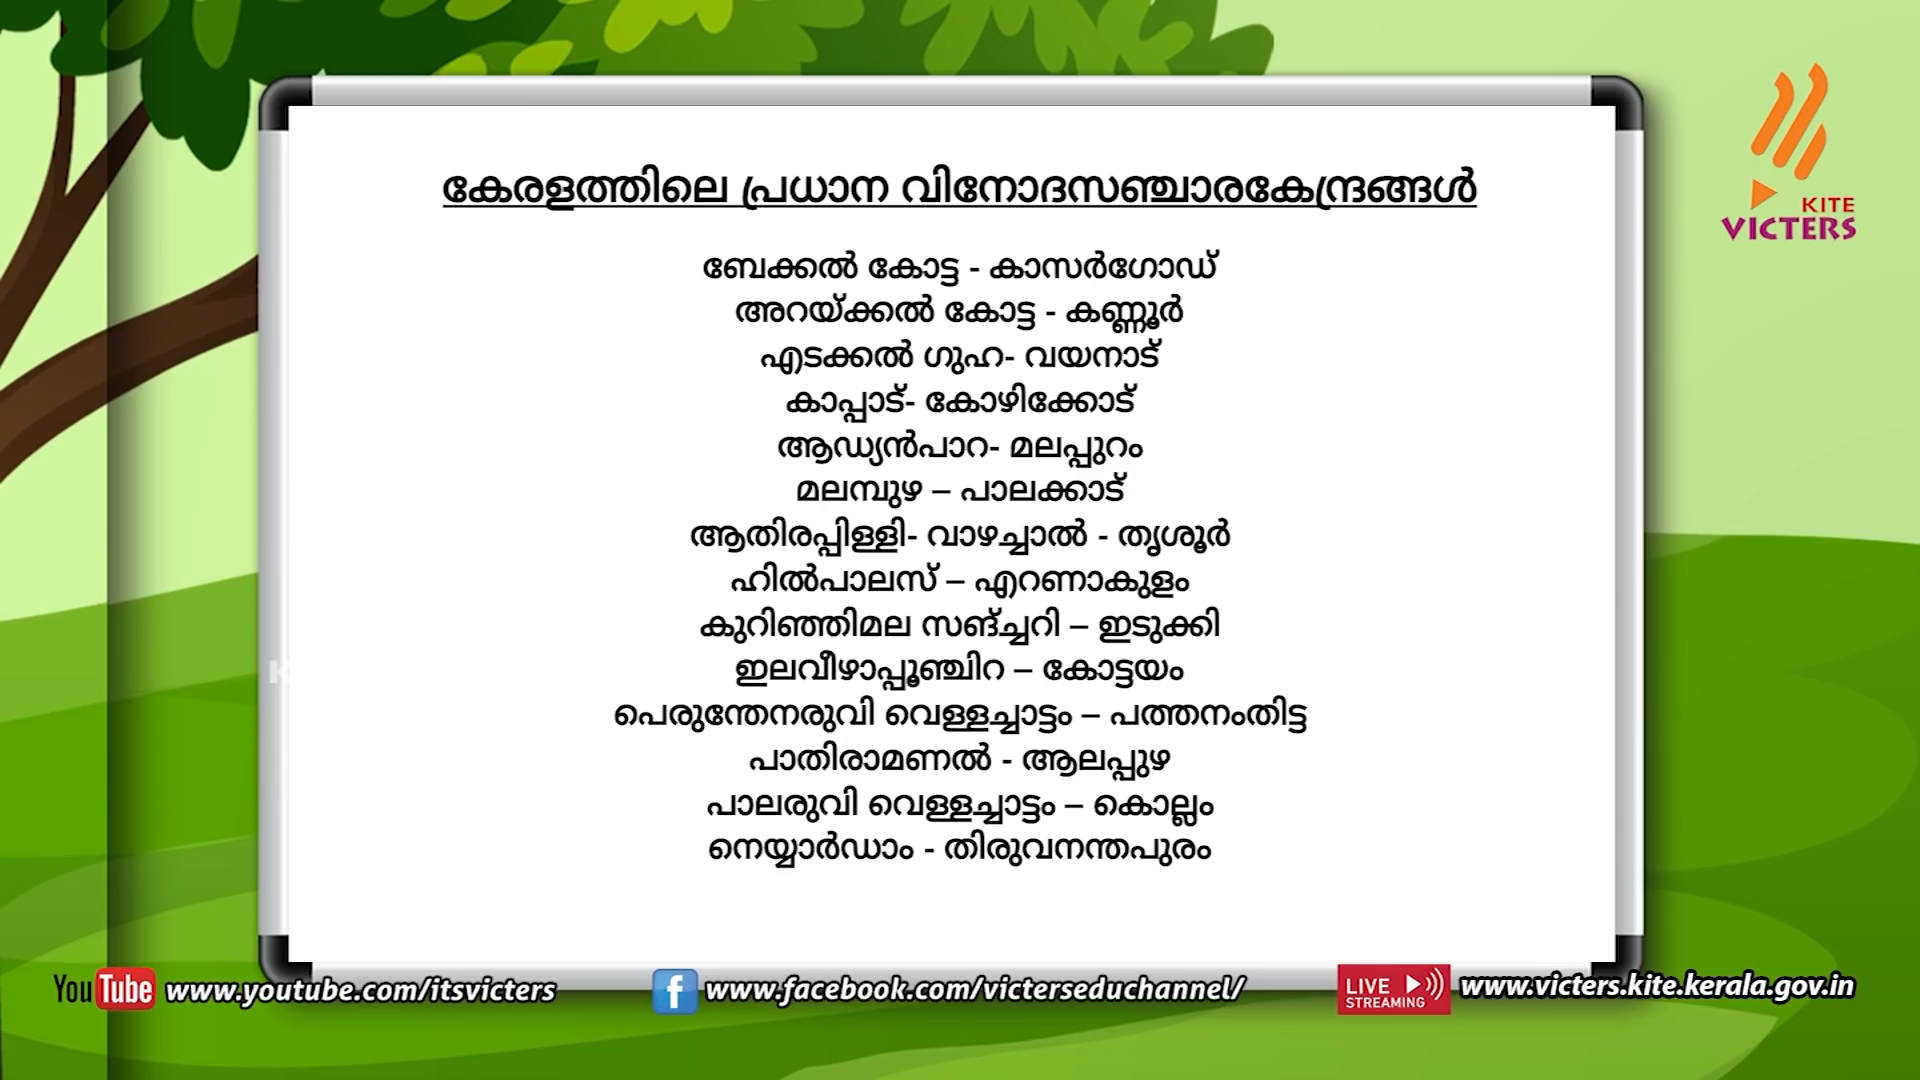 കേരളത്തിലെ പ്രധാന വിനോദസഞ്ചാരകേന്ദ്രങ്ങൾ
ബേക്കൽ കോട്ട - കാസർഗോഡ്
അറയ്ക്കൽ കോട്ട - കണ്ണൂർ
എടക്കൽ ഗുഹ- വയനാട്
കാപ്പാട്- കോഴിക്കോട്
ആഡ്യൻപാറ- മലപ്പുറം
മലമ്പുഴ – പാലക്കാട്
ആതിരപ്പിള്ളി- വാഴച്ചാൽ - തൃശൂർ
ഹിൽപാലസ് – എറണാകുളം
കുറിഞ്ഞിമല സങ്ച്ചറി – ഇടുക്കി
ഇലവീഴാപ്പൂഞ്ചിറ – കോട്ടയം
പെരുന്തേനരുവി വെള്ളച്ചാട്ടം – പത്തനംതിട്ട
പാതിരാമണൽ - ആലപ്പുഴ
പാലരുവി വെള്ളച്ചാട്ടം – കൊല്ലം
നെയ്യാർഡാം - തിരുവനന്തപുരം
KITE
VICTERS
YouTube www.youtube.com/itsvicters
f www.facebook.com/victerseduchannel/
LIVE STREAMING www.victers.kite.kerala.gov.in